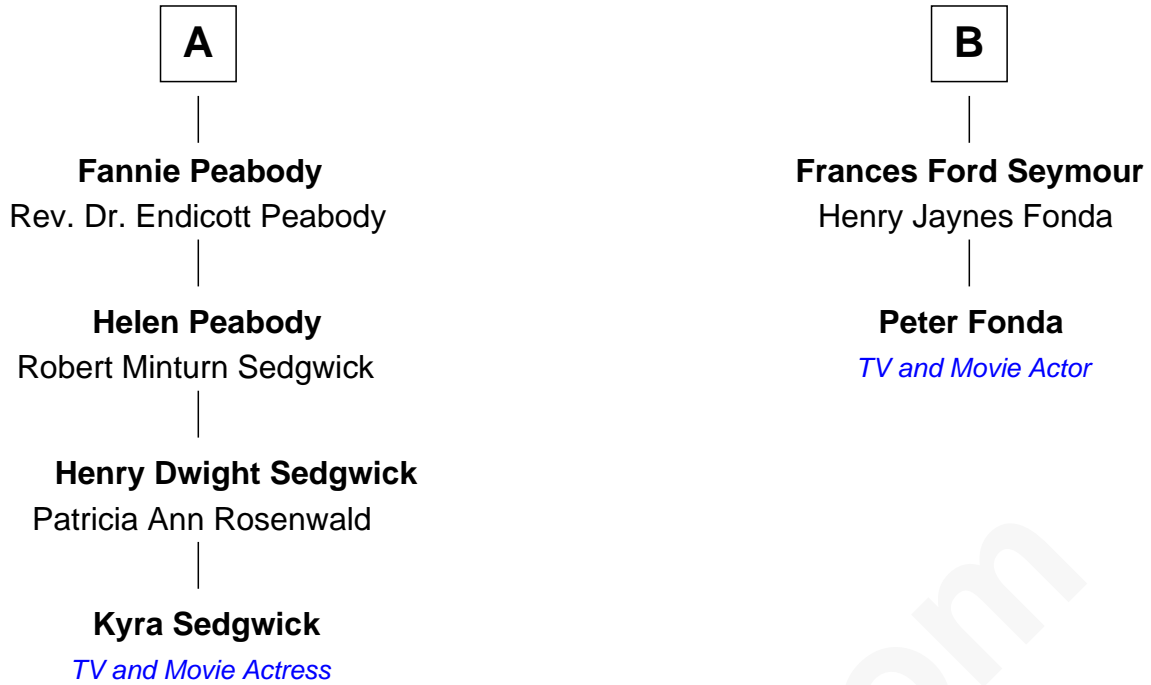 A
Fannie Peabody
Rev. Dr. Endicott Peabody
Helen Peabody
Robert Minturn Sedgwick
Henry Dwight Sedgwick
Patricia Ann Rosenwald
Kyra Sedgwick
TV and Movie Actress
B
Frances Ford Seymour
Henry Jaynes Fonda
Peter Fonda
TV and Movie Actor
om